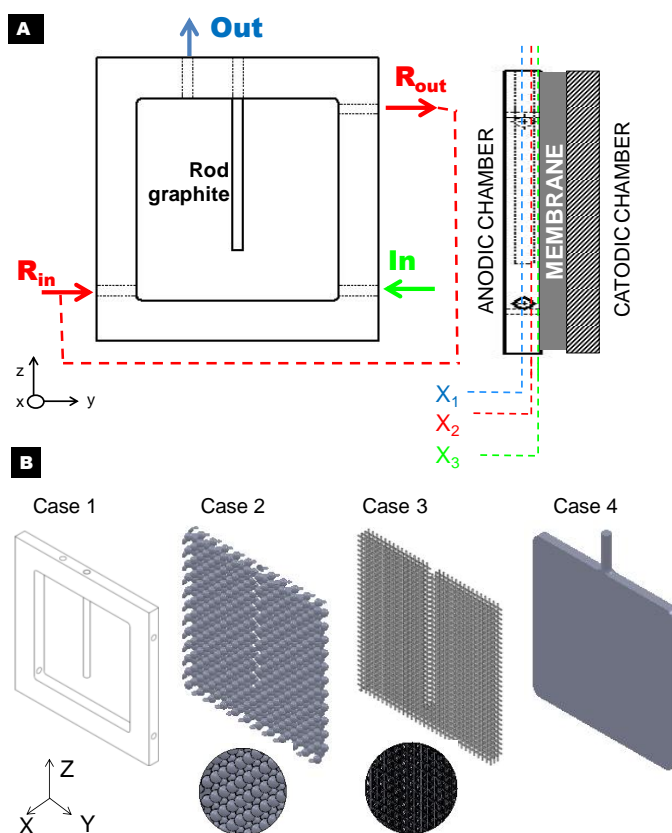 A
Out
Rout
Rod
graphite
In
Rin
z
x
y
ANODIC CHAMBER
MEMBRANE
CATODIC CHAMBER
X1
X2
X3
B
Case 1
Case 2
Case 3
Case 4
Z
X
Y